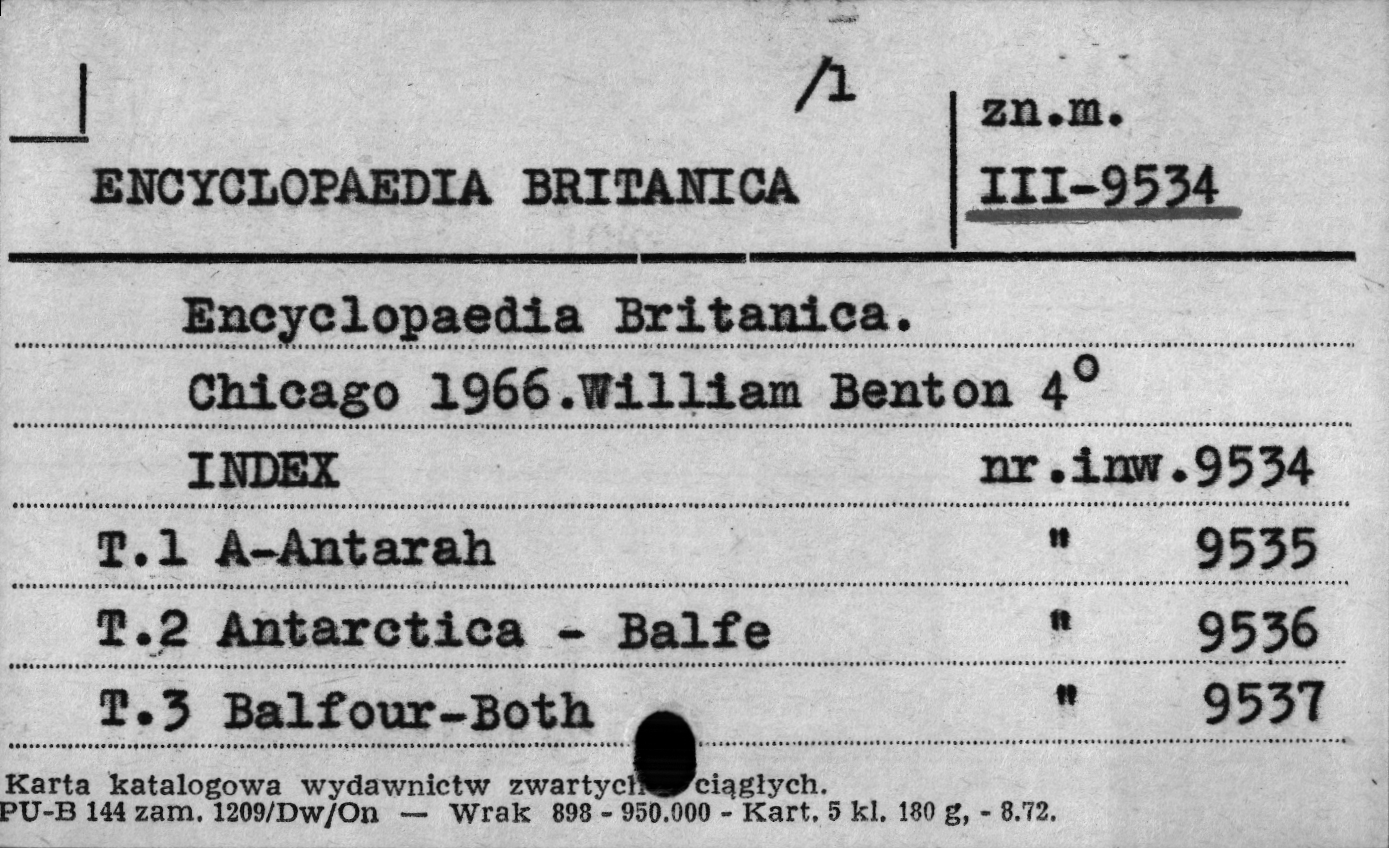 /1
zn.m.
ENCYCLOPAEDIA BRITANICA
III-9534
Encyclopaedia Britanica.
Chicago 1966.William Benton 4°
INDEX nr.inw.9534
T.1 A-Antarah " 9535
T.2 Antarctica - Balfe " 9536
T.3 Balfour-Both " 9537
Karta katalogowa wydawnictw zwartych ciągłych.
PU-B 144 zam. 1209/Dw/On — Wrak 898 - 950.000 - Kart. 5 kl. 180 g, - 8.72.